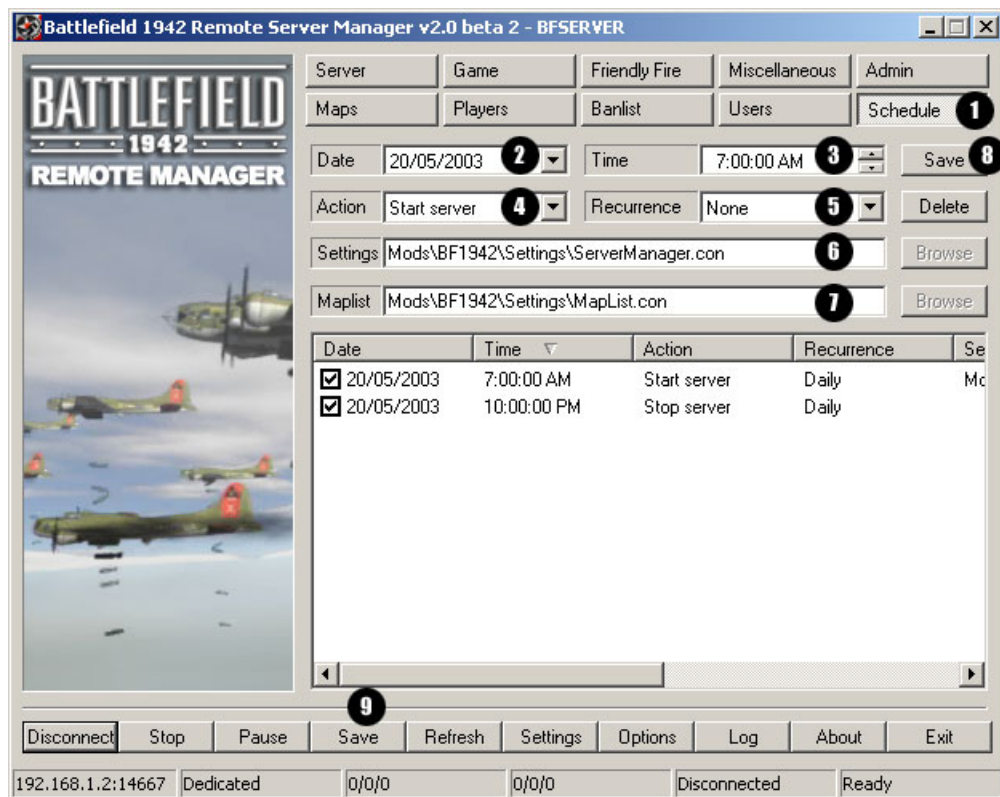 Battlefield 1942 Remote Server Manager v2.0 beta 2 - BFSERVER
BATTLEFIELD
1942
REMOTE MANAGER
Server Game Friendly Fire Miscellaneous Admin
Maps Players Banlist Users Schedule 1
Date 20/05/2003 2 Time 7:00:00 AM 3 Save 8
Action Start server 4 Recurrence None 5 Delete
Settings Mods\BF1942\Settings\ServerManager.con 6 Browse
Maplist Mods\BF1942\Settings\MapList.con 7 Browse
Date Time Action Recurrence Se
20/05/2003 7:00:00 AM Start server Daily Mo
20/05/2003 10:00:00 PM Stop server Daily
9
Disconnect Stop Pause Save Refresh Settings Options Log About Exit
192.168.1.2:14667 Dedicated 0/0/0 0/0/0 Disconnected Ready